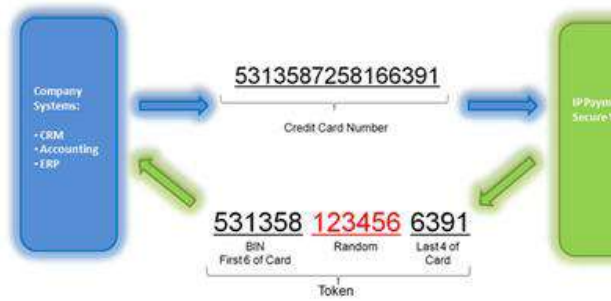 5313587258166391
Credit Card Number
Company
Systems:
• CRM
• Accounting
• ERP
531358 123456 6391
BIN
First 6 of Card
Random
Last 4 of
Card
Token
Secure